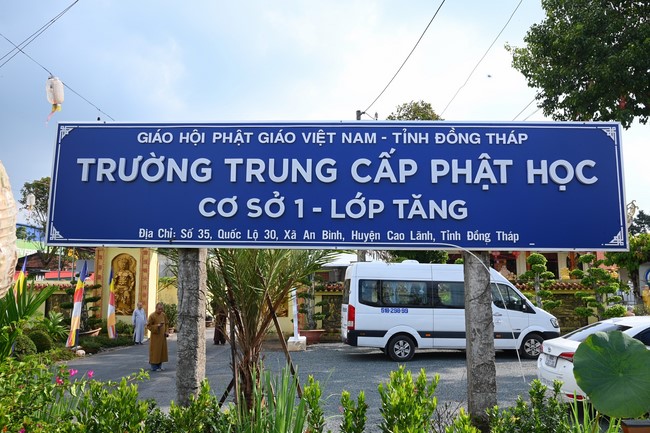 GIÁO HỘI PHẬT GIÁO VIỆT NAM - TỈNH ĐỒNG THÁP
TRƯỜNG TRUNG CẤP PHẬT HỌC
CƠ SỞ 1 - LỚP TĂNG
Địa Chỉ: Số 35, Quốc Lộ 30, Xã An Bình, Huyện Cao Lãnh, Tỉnh Đồng Tháp